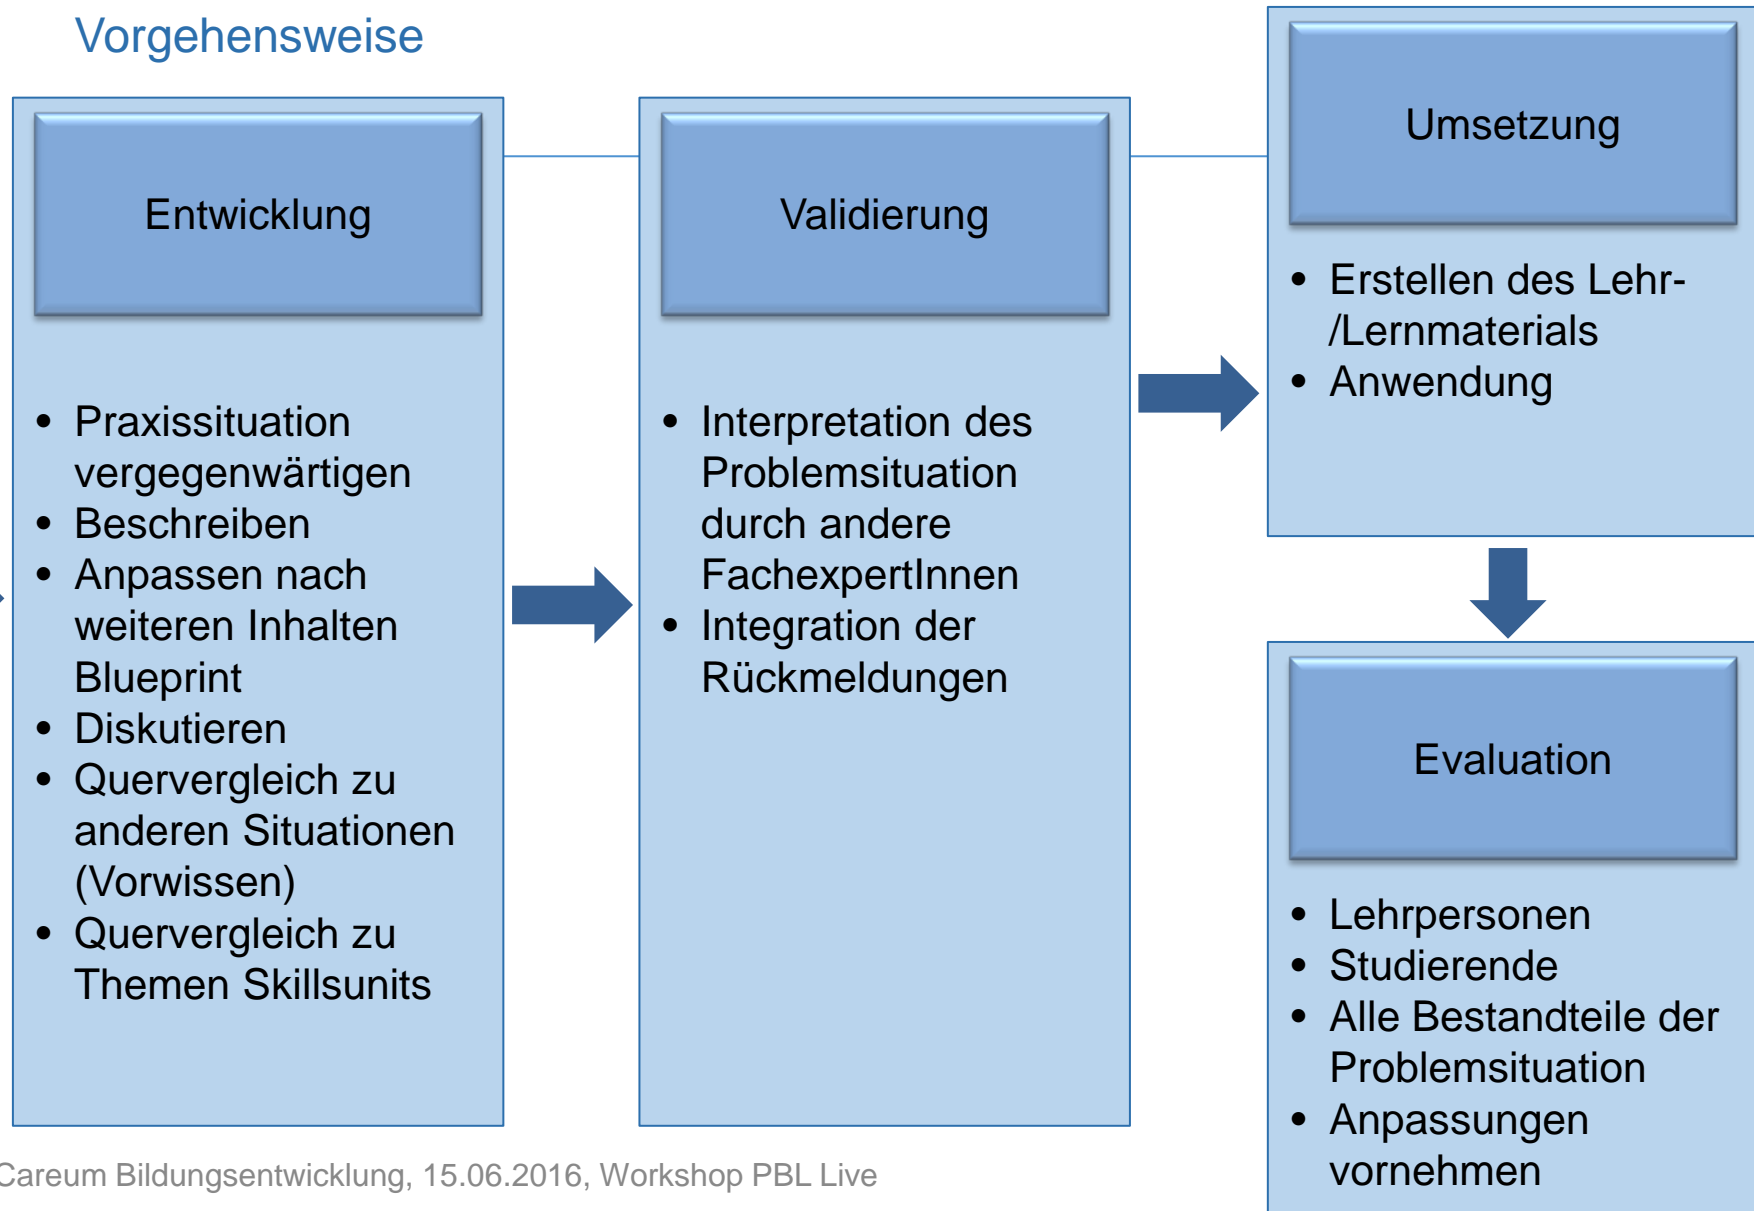 Vorgehensweise
Entwicklung
• Praxissituation
vergegenwärtigen
• Beschreiben
• Anpassen nach
weiteren Inhalten
Blueprint
• Diskutieren
• Quervergleich zu
anderen Situationen
(Vorwissen)
• Quervergleich zu
Themen Skillsunits
Validierung
• Interpretation des
Problemsituation
durch andere
FachexpertInnen
• Integration der
Rückmeldungen
Umsetzung
• Erstellen des Lehr-
/Lernmaterials
• Anwendung
Evaluation
• Lehrpersonen
• Studierende
• Alle Bestandteile der
Problemsituation
• Anpassungen
vornehmen
Careum Bildungsentwicklung, 15.06.2016, Workshop PBL Live